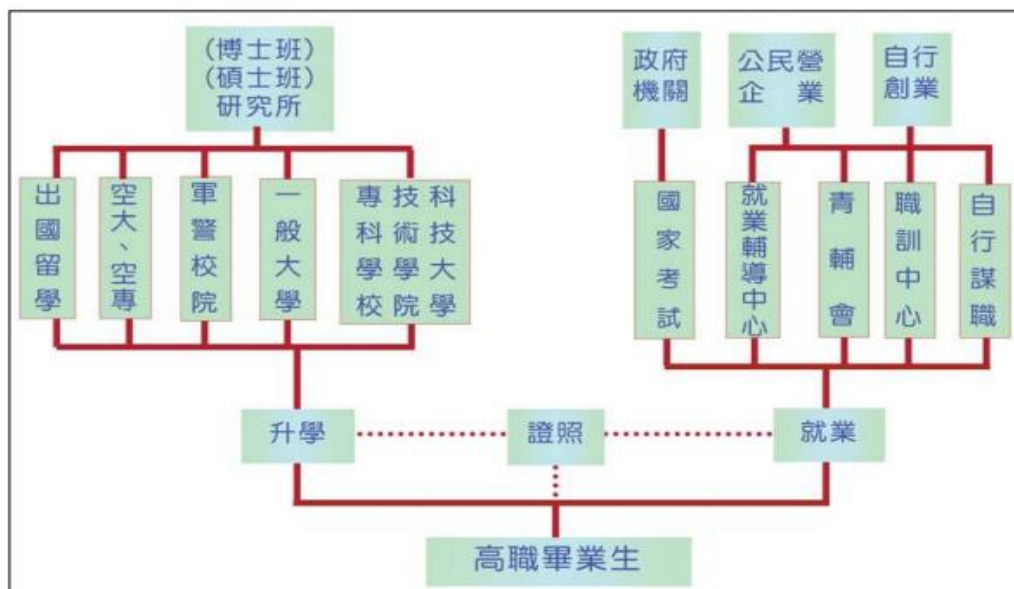 (博士班)
(碩士班)
研究所
政府
機關
公民營
企業
自行
創業
出國留學
空大、空專
軍警校院
一般大學
科技大學
技術學院
專科學校
國家考試
就業輔導中心
青輔會
職訓中心
自行謀職
升學
證照
就業
高職畢業生